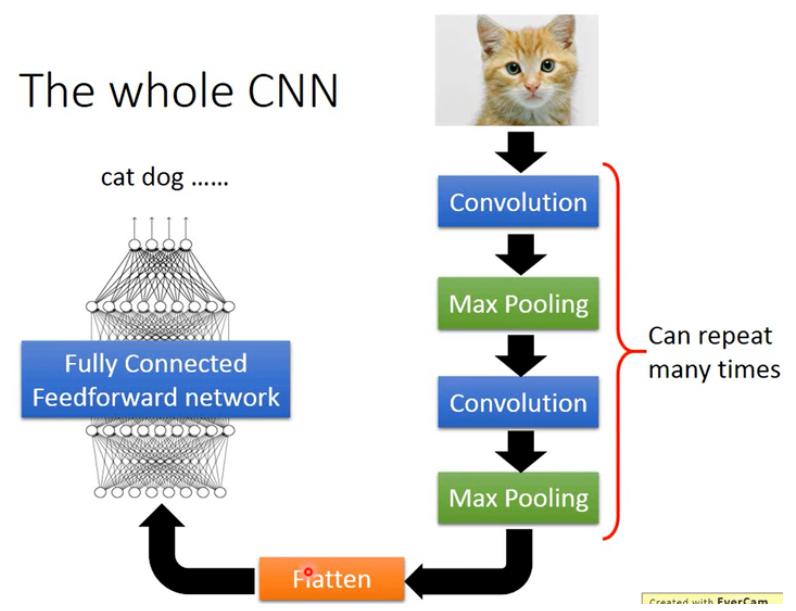 The whole CNN
cat dog ......
Convolution
Max Pooling
Convolution
Max Pooling
Can repeat
many times
Flatten
Fully Connected
Feedforward network
Created with EverCam